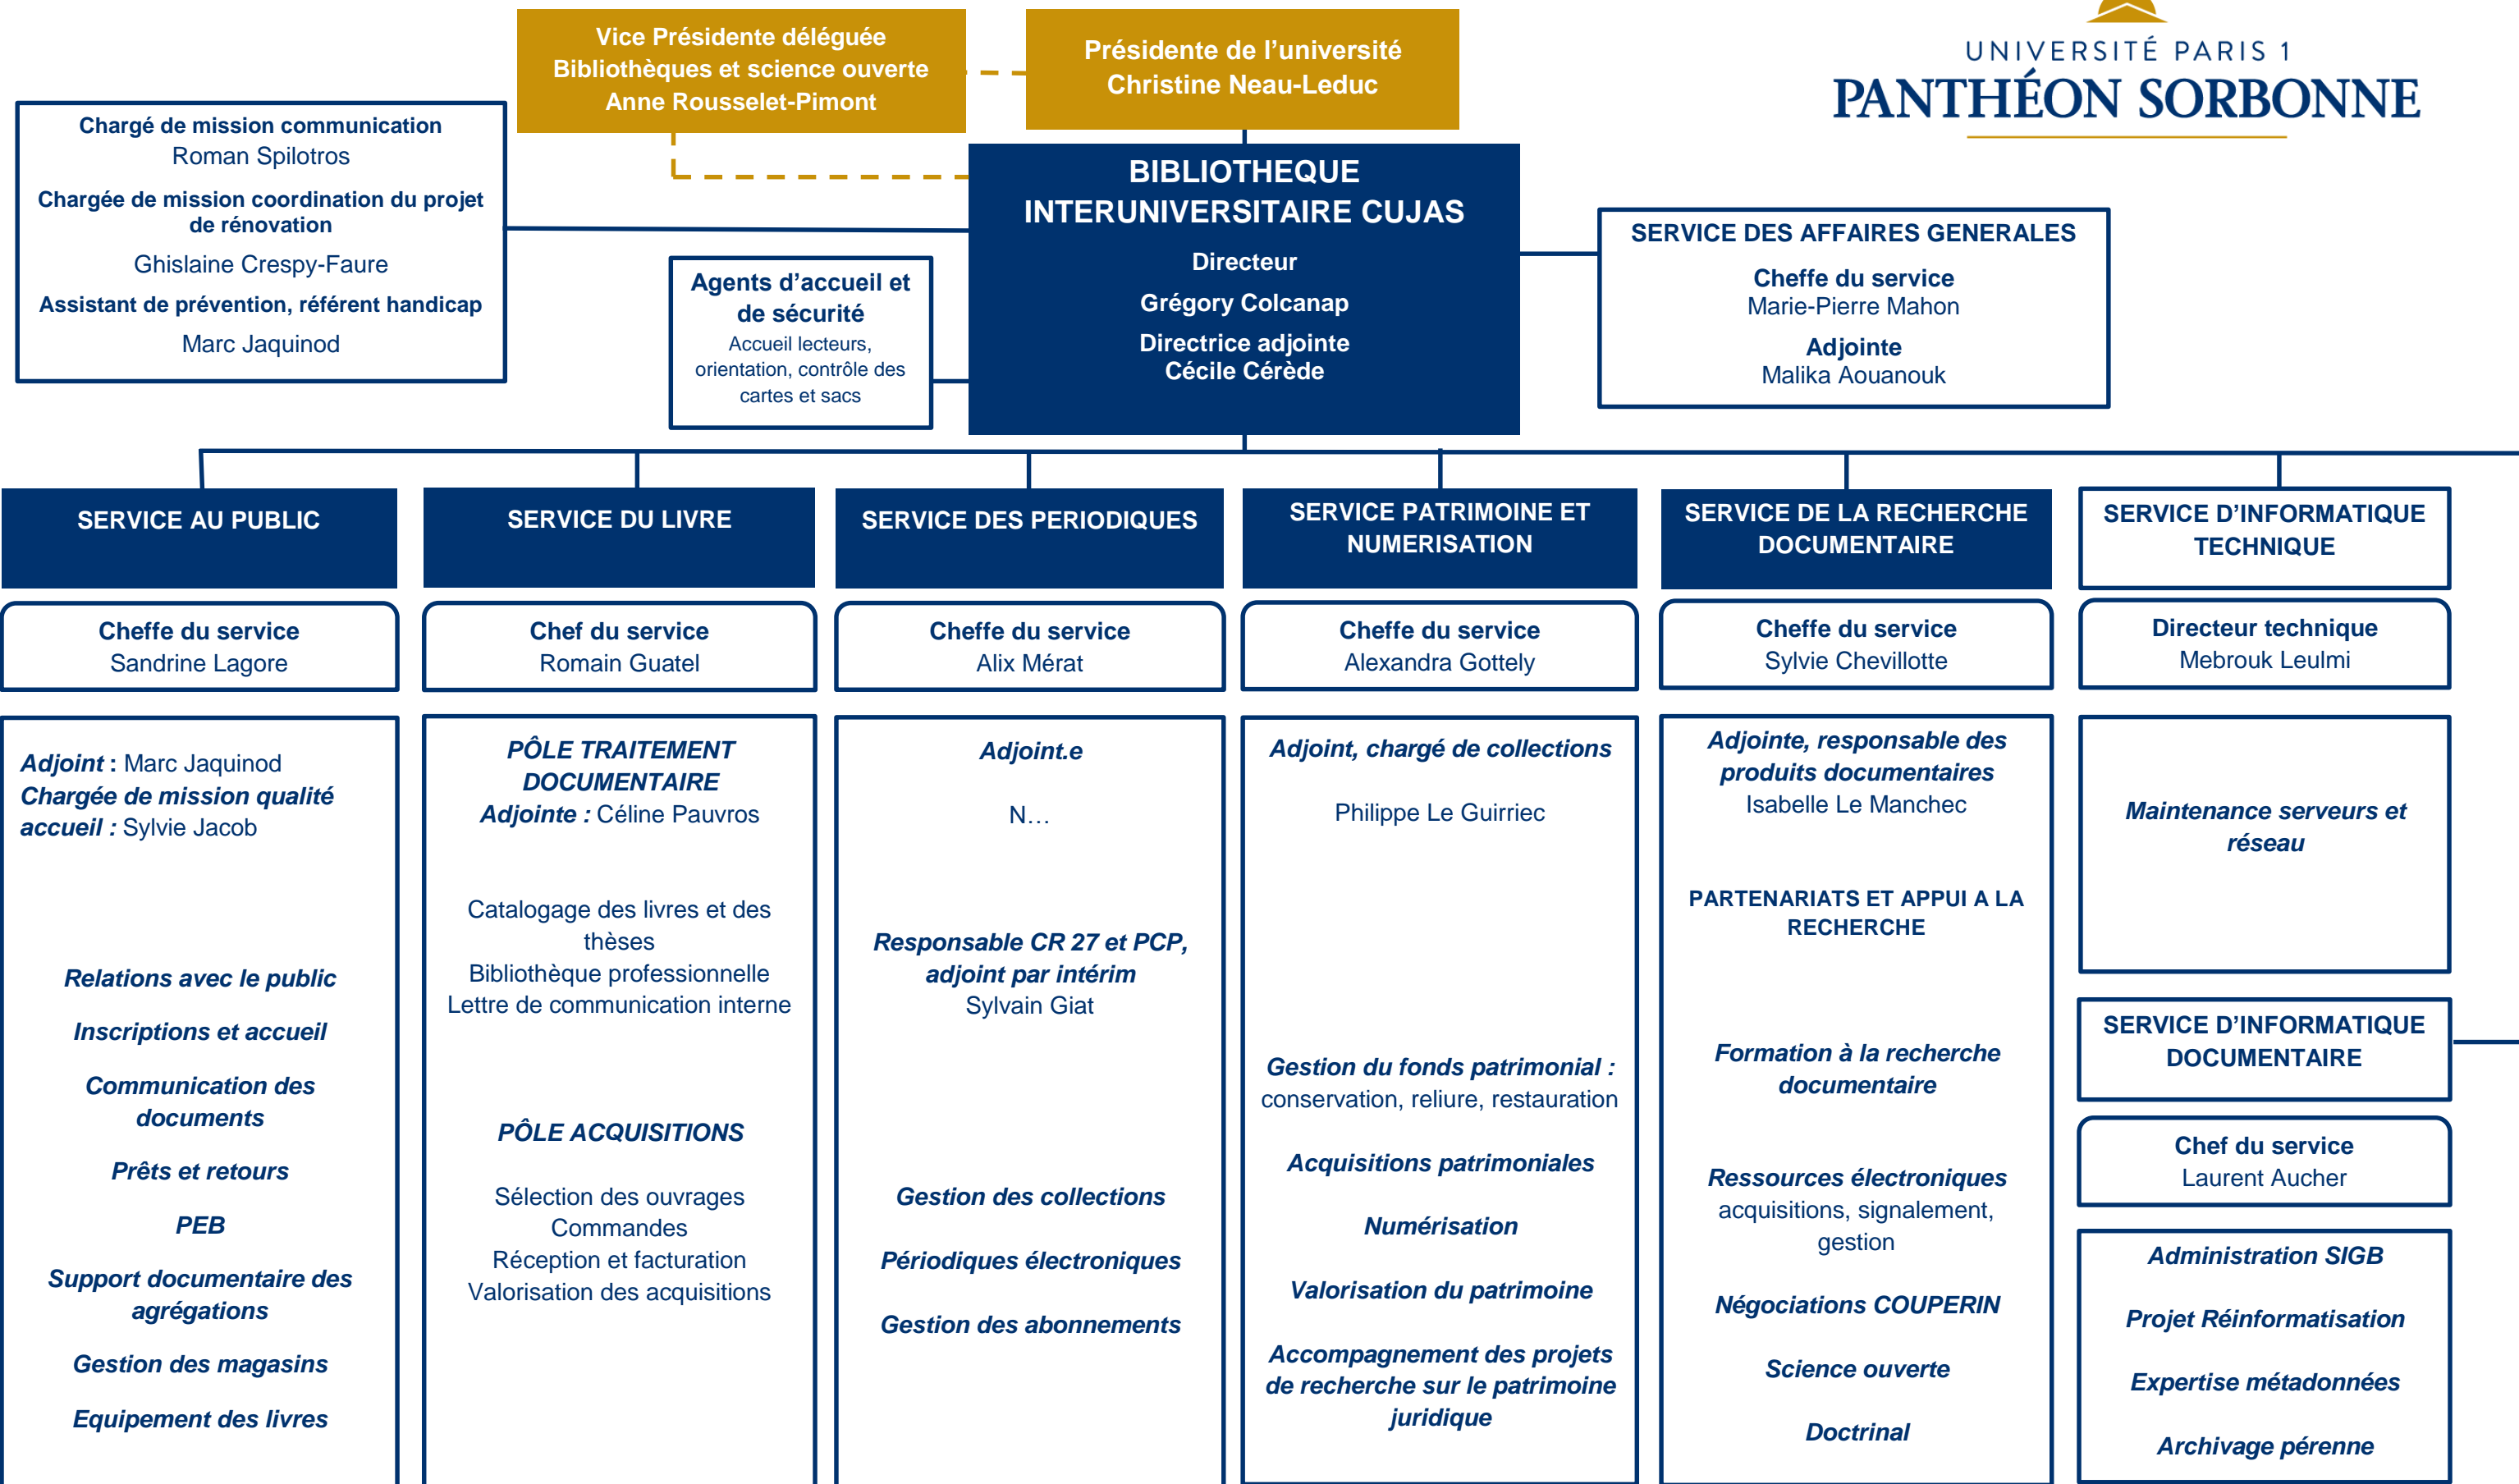 Vice Présidente déléguée
Bibliothèques et science ouverte
Anne Rousselet-Pimont
Présidente de l'université
Christine Neau-Leduc
UNIVERSITÉ PARIS 1
PANTHÉON SORBONNE
Chargé de mission communication
Roman Spilotros
Chargée de mission coordination du projet
de rénovation
Ghislaine Crespy-Faure
Assistant de prévention, référent handicap
Marc Jaquinod
Agents d'accueil et
de sécurité
Accueil lecteurs,
orientation, contrôle des
cartes et sacs
BIBLIOTHEQUE
INTERUNIVERSITAIRE CUJAS
Directeur
Grégory Colcanap
Directrice adjointe
Cécile Cérède
SERVICE DES AFFAIRES GENERALES
Cheffe du service
Marie-Pierre Mahon
Adjointe
Malika Aouanouk
SERVICE AU PUBLIC
Cheffe du service
Sandrine Lagore
Adjoint : Marc Jaquinod
Chargée de mission qualité
accueil : Sylvie Jacob
Relations avec le public
Inscriptions et accueil
Communication des
documents
Prêts et retours
PEB
Support documentaire des
agrégations
Gestion des magasins
Equipement des livres
SERVICE DU LIVRE
Chef du service
Romain Guatel
PÔLE TRAITEMENT
DOCUMENTAIRE
Adjointe : Céline Pauvros
Catalogage des livres et des
thèses
Bibliothèque professionnelle
Lettre de communication interne
PÔLE ACQUISITIONS
Sélection des ouvrages
Commandes
Réception et facturation
Valorisation des acquisitions
SERVICE DES PERIODIQUES
Cheffe du service
Alix Mérat
Adjoint.e
N…
Responsable CR 27 et PCP,
adjoint par intérim
Sylvain Giat
Gestion des collections
Périodiques électroniques
Gestion des abonnements
SERVICE PATRIMOINE ET
NUMERISATION
Cheffe du service
Alexandra Gottely
Adjoint, chargé de collections
Philippe Le Guirriec
Gestion du fonds patrimonial :
conservation, reliure, restauration
Acquisitions patrimoniales
Numérisation
Valorisation du patrimoine
Accompagnement des projets
de recherche sur le patrimoine
juridique
SERVICE DE LA RECHERCHE
DOCUMENTAIRE
Cheffe du service
Sylvie Chevillotte
Adjointe, responsable des
produits documentaires
Isabelle Le Manchec
PARTENARIATS ET APPUI A LA
RECHERCHE
Formation à la recherche
documentaire
Ressources électroniques
acquisitions, signalement,
gestion
Négociations COUPERIN
Science ouverte
Doctrinal
SERVICE D'INFORMATIQUE
TECHNIQUE
Directeur technique
Mebrouk Leulmi
Maintenance serveurs et
réseau
SERVICE D'INFORMATIQUE
DOCUMENTAIRE
Chef du service
Laurent Aucher
Administration SIGB
Projet Réinformatisation
Expertise métadonnées
Archivage pérenne